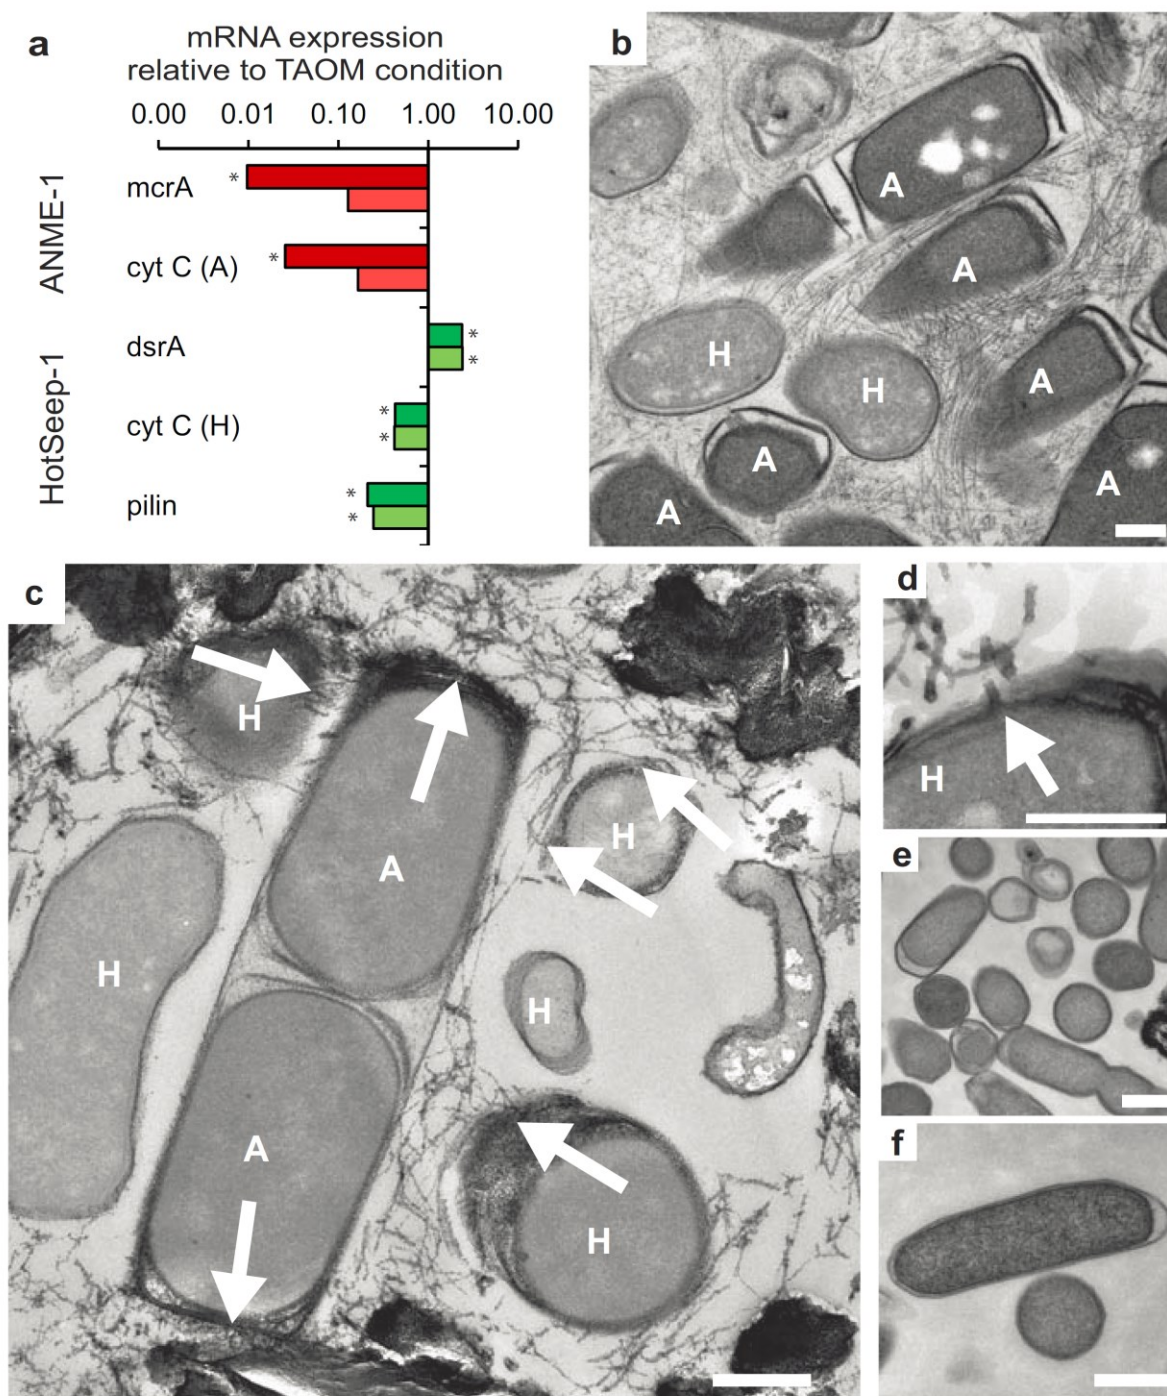 a
mRNA expression
relative to TAOM condition
0.00 0.01 0.10 1.00 10.00
ANME-1
mcrA
*
cyt C (A)
*
HotSeep-1
dsrA
*
*
cyt C (H)
*
*
pilin
*
*
b
A
A
A
H
H
A
A
A
c
H
A
H
H
H
A
H
d
H
e
f